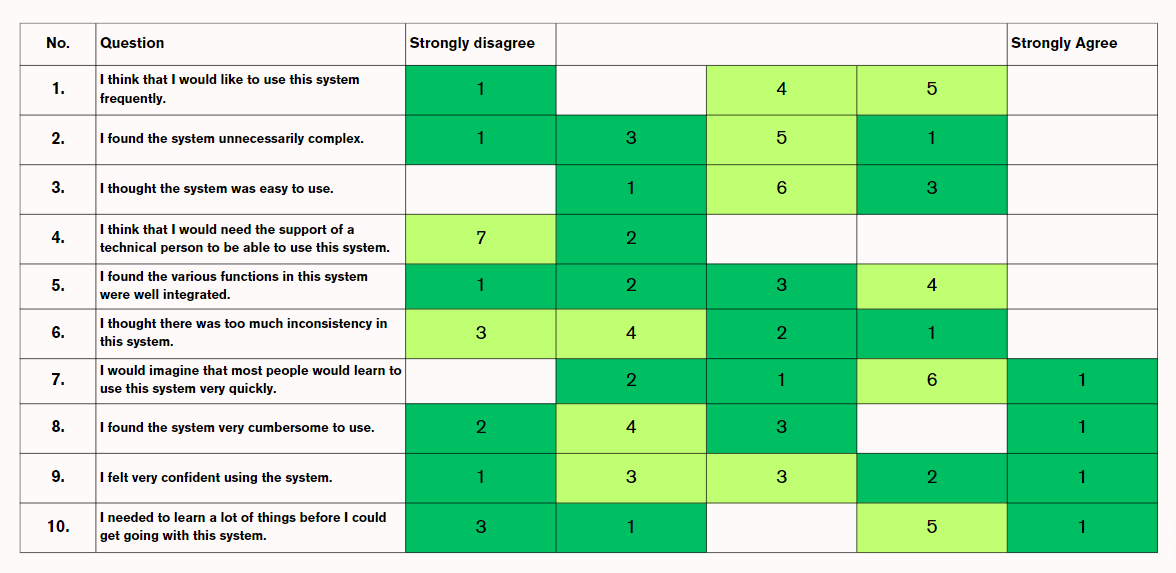 No. Question Strongly disagree Strongly Agree
1. I think that I would like to use this system
frequently. 1 4 5
2. I found the system unnecessarily complex. 1 3 5 1
3. I thought the system was easy to use. 1 6 3
4. I think that I would need the support of a
technical person to be able to use this system. 7 2
5. I found the various functions in this system
were well integrated. 1 2 3 4
6. I thought there was too much inconsistency in
this system. 3 4 2 1
7. I would imagine that most people would learn to
use this system very quickly. 2 1 6 1
8. I found the system very cumbersome to use. 2 4 3 1
9. I felt very confident using the system. 1 3 3 2 1
10. I needed to learn a lot of things before I could
get going with this system. 3 1 5 1